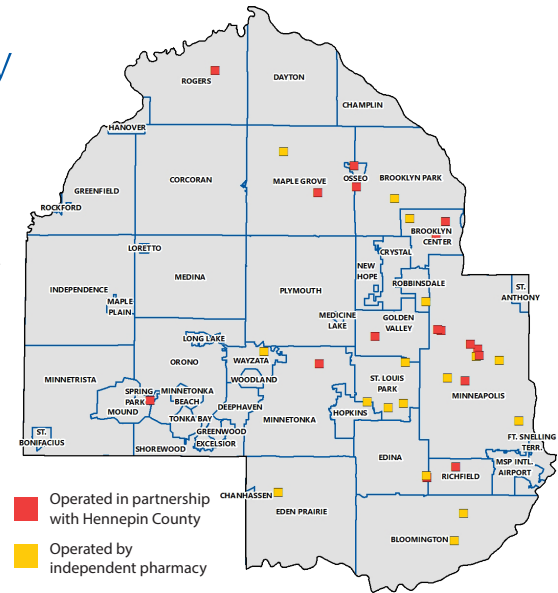 y
ROGERS
DAYTON
CHAMPLIN
HANOVER
CORCORAN
MAPLE GROVE
OSSEO
BROOKLYN PARK
GREENFIELD
ROCKFORD
BROOKLYN
CENTER
LORETTO
CRYSTAL
NEW
HOPE
MEDINA
PLYMOUTH
ROBBINSDALE
INDEPENDENCE
MAPLE
PLAIN
ST.
ANTHONY
MEDICINE
LAKE
GOLDEN
VALLEY
LONG LAKE
ORONO
WAYZATA
WOODLAND
MINNETRISTA
ST. LOUIS
PARK
SPRING
PARK
MINNETONKA
BEACH
MINNEAPOLIS
MOUND
DEEPHAVEN
HOPKINS
TONKA BAY
MINNETONKA
GREENWOOD
EXCELSIOR
ST.
BONIFACIUS
SHOREWOOD
FT. SNELLING
TERR.
EDINA
MSP INTL.
AIRPORT
RICHFIELD
CHANHASSEN
EDEN PRAIRIE
BLOOMINGTON
Operated in partnership
with Hennepin County
Operated by
independent pharmacy